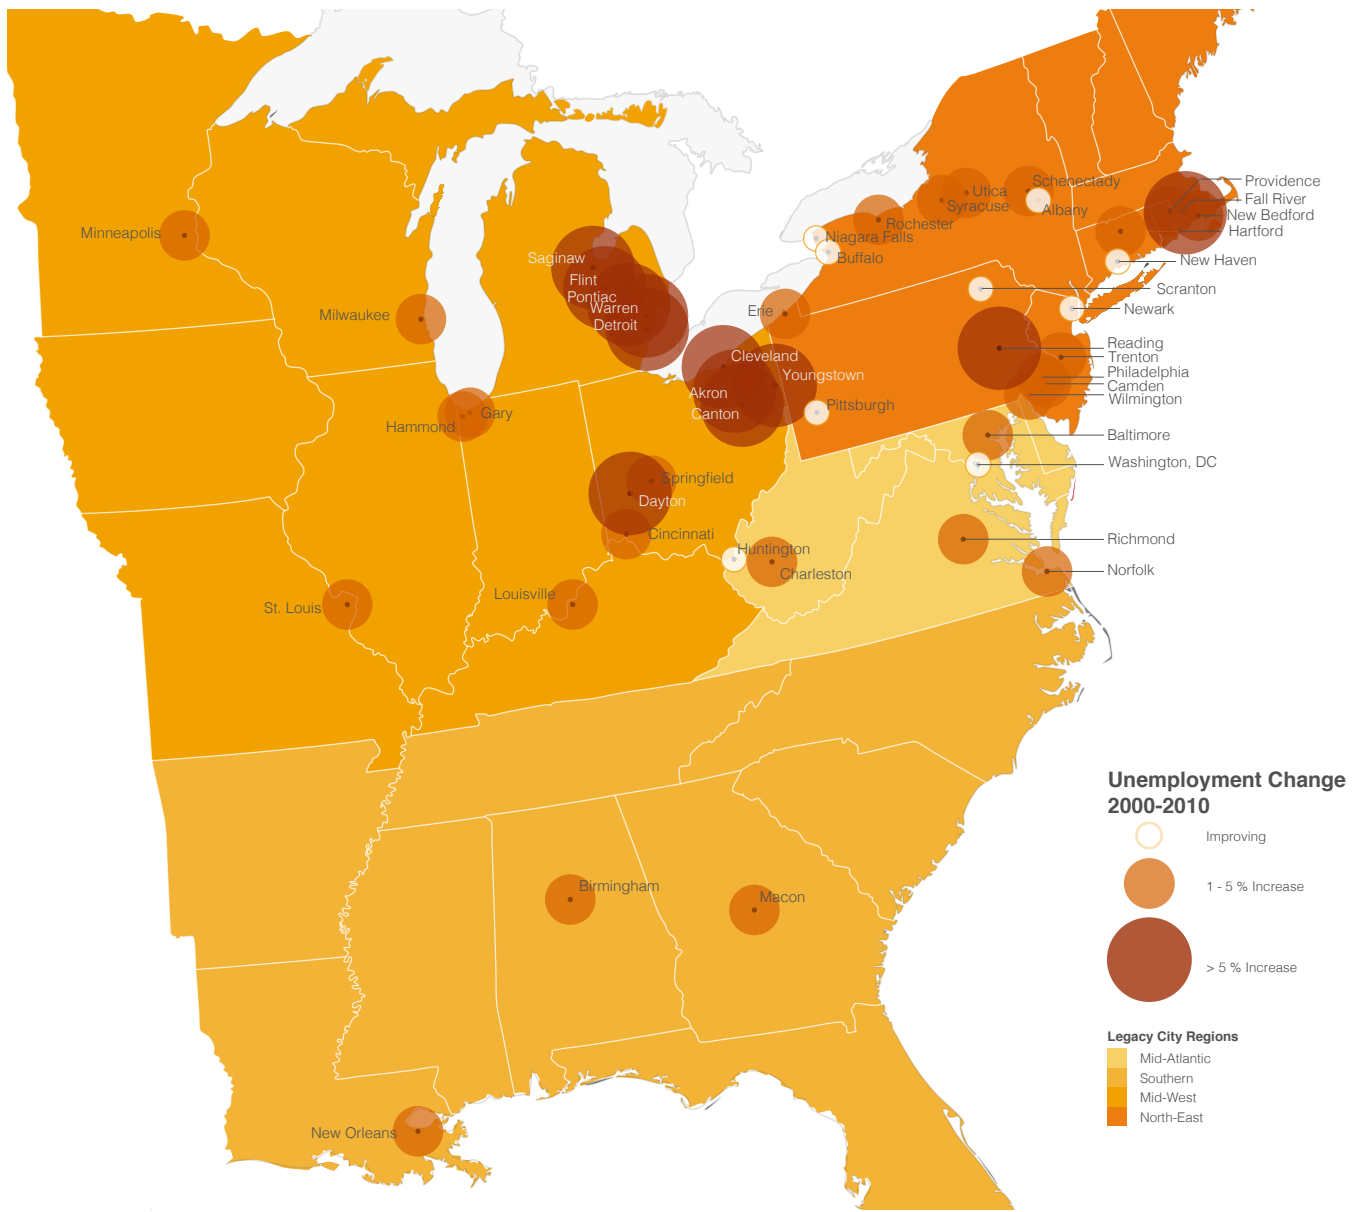 Schenectady
Providence
Utica
Fall River
Syracuse
Albany
New Bedford
Rochester
Hartford
Minneapolis
Niagara Falls
Buffalo
Saginaw
New Haven
Flint
Scranton
Pontiac
Warren
Erie
Newark
Milwaukee
Detroit
Reading
Cleveland
Trenton
Youngstown
Philadelphia
Camden
Akron
Wilmington
Canton
Pittsburgh
Gary
Hammond
Baltimore
Washington, DC
Springfield
Dayton
Cincinnati
Richmond
Huntington
Charleston
Norfolk
Louisville
St. Louis
Unemployment Change
2000-2010
Improving
1 - 5 % Increase
Birmingham
Macon
> 5 % Increase
Legacy City Regions
Mid-Atlantic
Southern
Mid-West
North-East
New Orleans